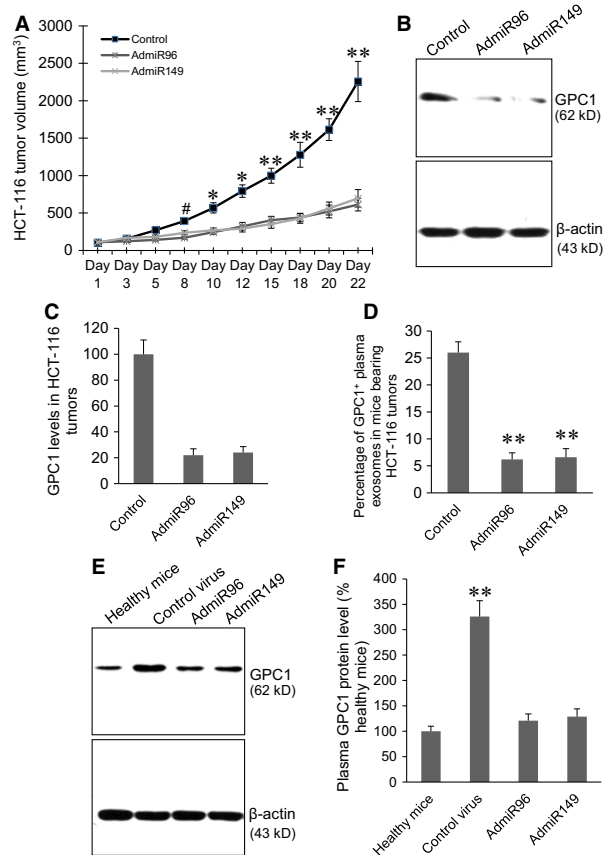 A
HCT-116 tumor volume (mm³)
3000
2500
2000
1500
1000
500
0
Control
AdmiR96
AdmiR149
#
*
*
**
**
**
**
Day Day Day Day Day Day Day Day Day Day
1 3 5 8 10 12 15 18 20 22
B
Control
AdmiR96
AdmiR149
GPC1
(62 kD)
β-actin
(43 kD)
C
GPC1 levels in HCT-116
tumors
120
100
80
60
40
20
0
Control
AdmiR96
AdmiR149
D
Percentage of GPC1⁺ plasma
exosomes in mice bearing
HCT-116 tumors
30
25
20
15
10
5
0
**
**
Control
AdmiR96
AdmiR149
E
Healthy mice
Control virus
AdmiR96
AdmiR149
GPC1
(62 kD)
β-actin
(43 kD)
F
Plasma GPC1 protein level (%
healthy mice)
400
350
300
250
200
150
100
50
0
**
Healthy mice
Control virus
AdmiR96
AdmiR149